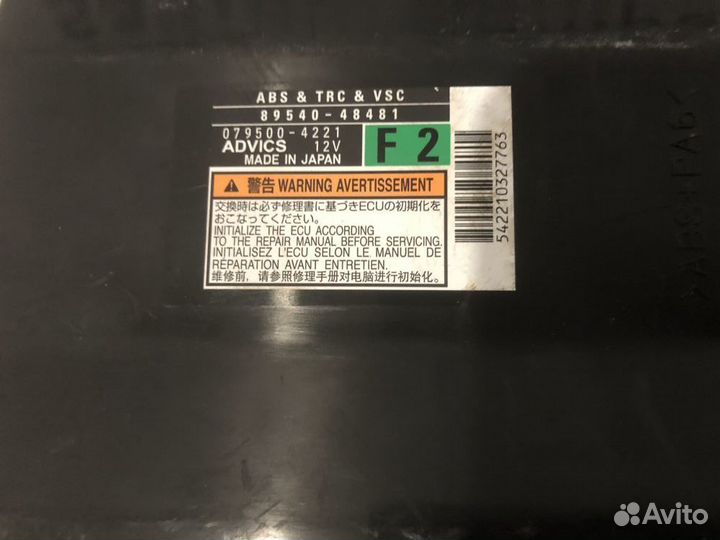 ABS & TRC & VSC
89540-48481
079500-4221
ADVICS 12V
MADE IN JAPAN
F 2
542210327763
⚠ 警告 WARNING AVERTISSEMENT
交換時は必ず修理書に基づきECUの初期化を
おこなってください。
INITIALIZE THE ECU ACCORDING
TO THE REPAIR MANUAL BEFORE SERVICING.
INITIALISEZ L'ECU SELON LE MANUEL DE
RÉPARATION AVANT ENTRETIEN.
维修前，请参照修理手册对电脑进行初始化。
Avito